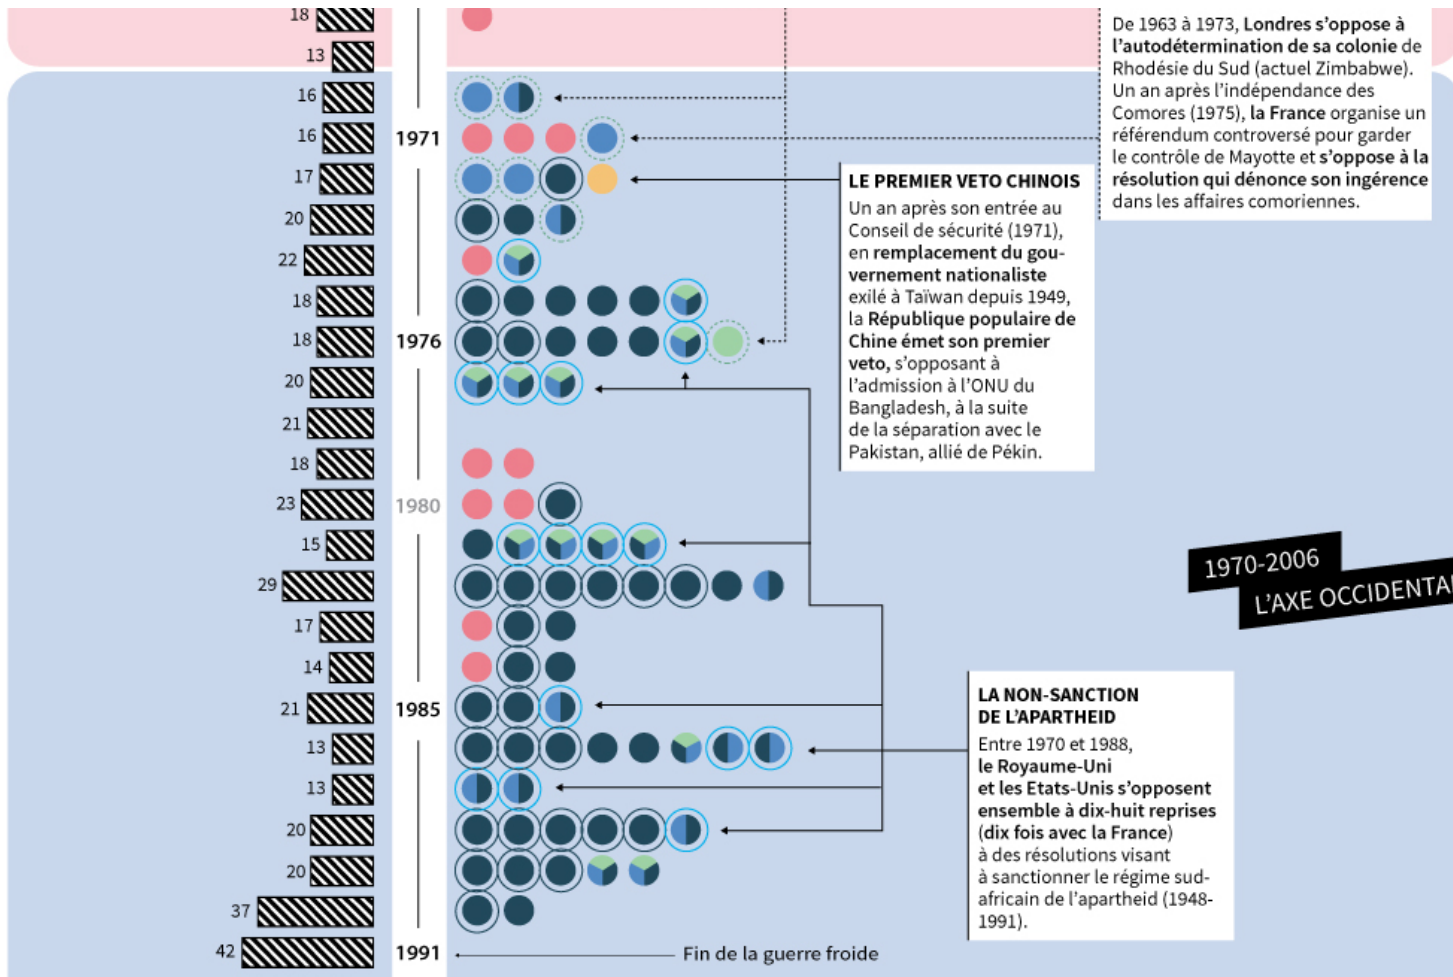 18
13
16
16
1971
17
20
22
18
18
1976
20
21
18
23
1980
15
29
17
14
21
1985
13
13
20
20
37
42
1991
Fin de la guerre froide
De 1963 à 1973, Londres s’oppose à
l’autodétermination de sa colonie de
Rhodésie du Sud (actuel Zimbabwe).
Un an après l’indépendance des
Comores (1975), la France organise un
référendum controversé pour garder
le contrôle de Mayotte et s’oppose à la
résolution qui dénonce son ingérence
dans les affaires comoriennes.
LE PREMIER VETO CHINOIS
Un an après son entrée au
Conseil de sécurité (1971),
en remplacement du gou-
vernement nationaliste
exilé à Taïwan depuis 1949,
la République populaire de
Chine émet son premier
veto, s’opposant à
l’admission à l’ONU du
Bangladesh, à la suite
de la séparation avec le
Pakistan, allié de Pékin.
1970-2006
L’AXE OCCIDENTA
LA NON-SANCTION
DE L’APARTHEID
Entre 1970 et 1988,
le Royaume-Uni
et les Etats-Unis s’opposent
ensemble à dix-huit reprises
(dix fois avec la France)
à des résolutions visant
à sanctionner le régime sud-
africain de l’apartheid (1948-
1991).